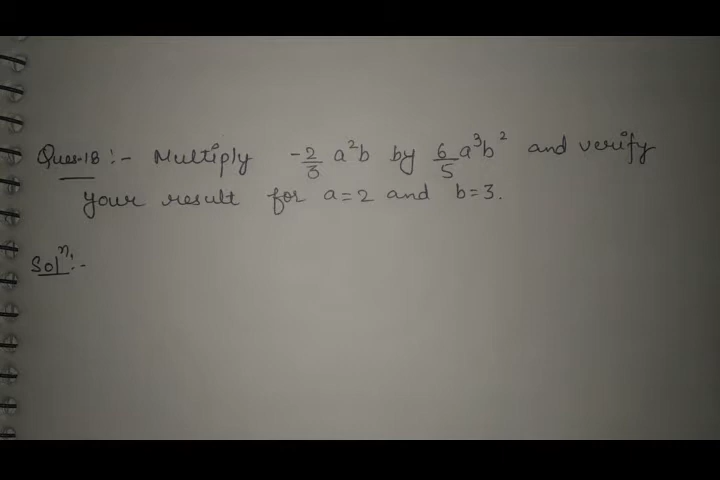 Ques-18:- Multiply -2/3 a²b by 6/5 a³b² and verify
your result for a=2 and b=3.
Solⁿ:-